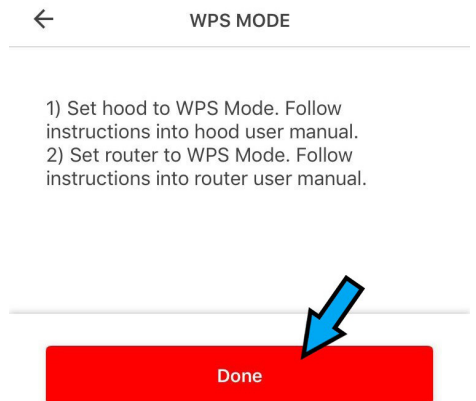 WPS MODE
1) Set hood to WPS Mode. Follow
instructions into hood user manual.
2) Set router to WPS Mode. Follow
instructions into router user manual.
Done